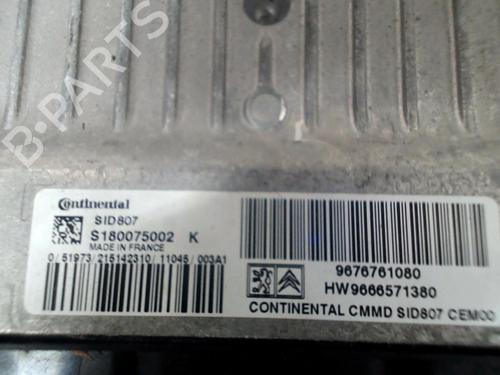 B-PARTS
Continental
SID807
S180075002 K
MADE IN FRANCE
0/51973/215142310/11045/003A1
9676761080
HW9666571380
CONTINENTAL CMMD SID807 CEM00